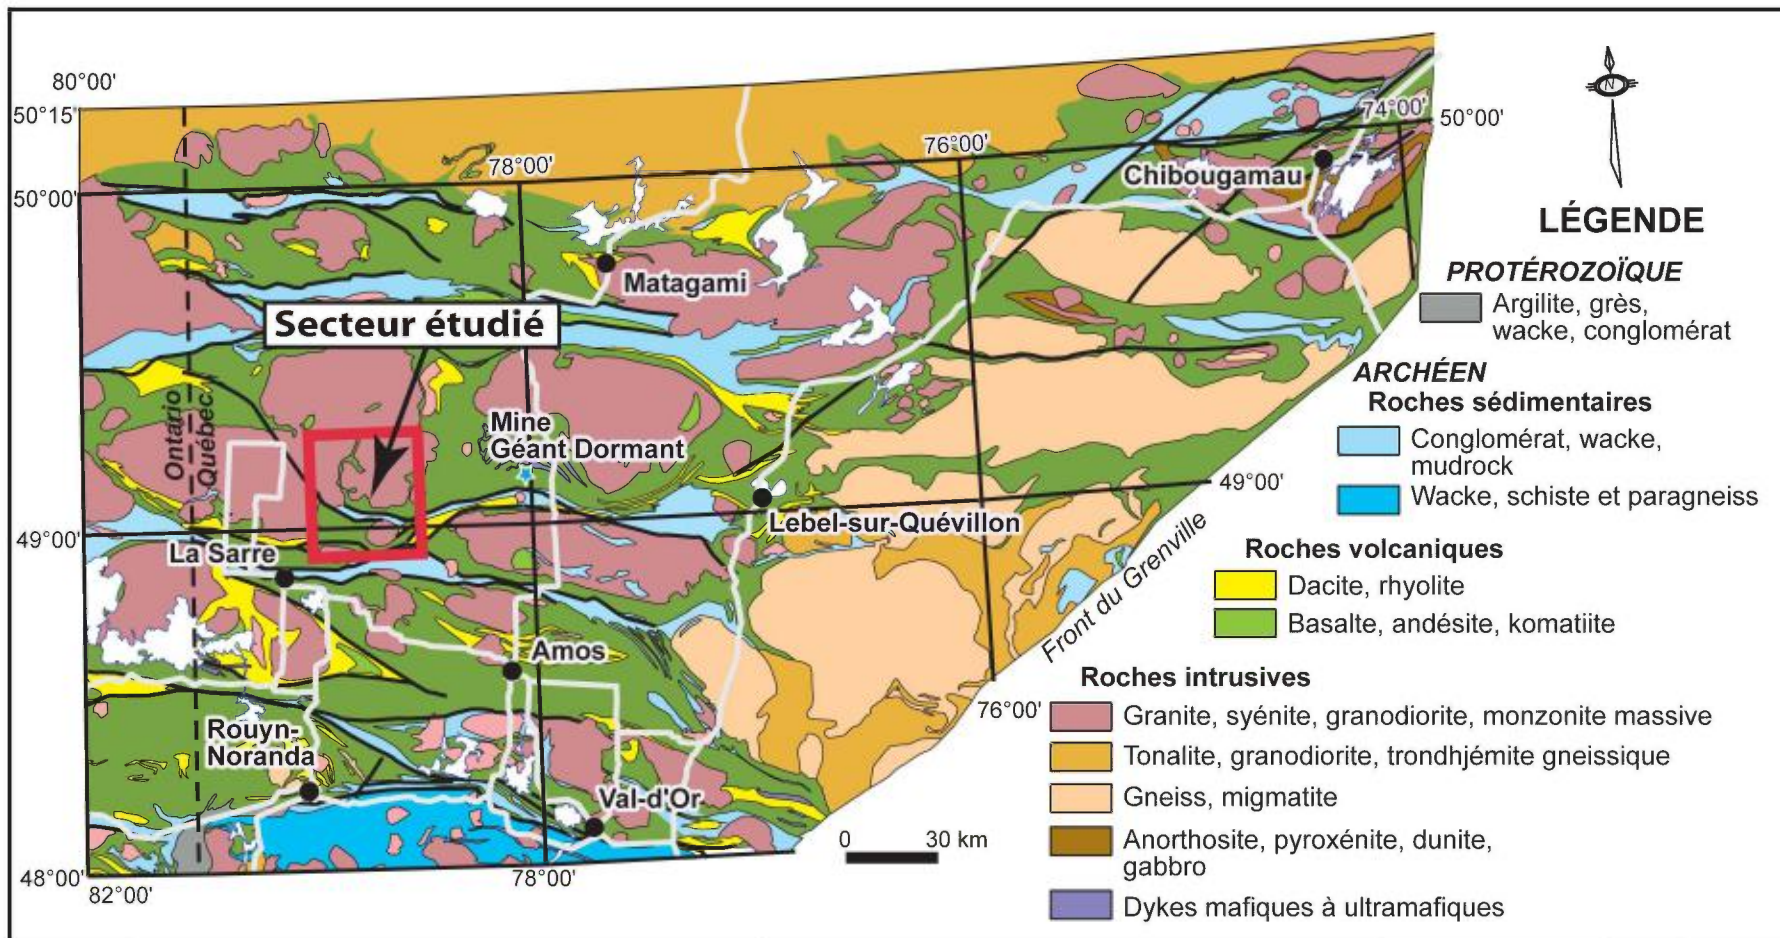 80°00'
50°15'
50°00'
49°00'
48°00'
82°00'
78°00'
76°00'
74°00'
50°00'
Chibougamau
Matagami
Secteur étudié
Ontario
Québec
Mine
Géant Dormant
Lebel-sur-Quévillon
49°00'
La Sarre
Front du Grenville
Amos
76°00'
Rouyn-
Noranda
Val-d'Or
78°00'
0 30 km
N
LÉGENDE
PROTÉROZOÏQUE
Argilite, grès,
wacke, conglomérat
ARCHÉEN
Roches sédimentaires
Conglomérat, wacke,
mudrock
Wacke, schiste et paragneiss
Roches volcaniques
Dacite, rhyolite
Basalte, andésite, komatiite
Roches intrusives
Granite, syénite, granodiorite, monzonite massive
Tonalite, granodiorite, trondhjémite gneissique
Gneiss, migmatite
Anorthosite, pyroxénite, dunite,
gabbro
Dykes mafiques à ultramafiques